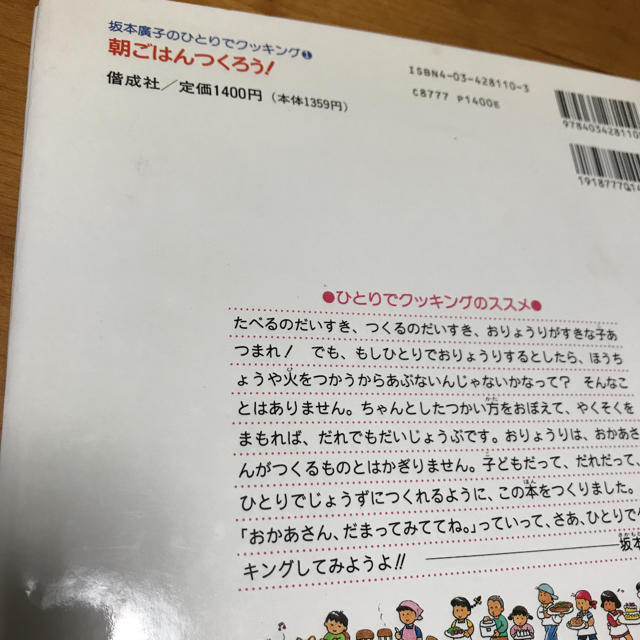 坂本廣子のひとりでクッキング❶
朝ごはんつくろう!
偕成社/定価1400円(本体1359円)
ISBN4-03-428110-3
C8777 P1400E
978403428110
●ひとりでクッキングのススメ●
たべるのだいすき、つくるのだいすき、おりょうりがすきな子あ
つまれ! でも、もしひとりでおりょうりするとしたら、ほうち
ょうや火をつかうからあぶないんじゃないかなって? そんなこ
とはありません。ちゃんとしたつかい方をおぼえて、やくそくを
まもれば、だれでもだいじょうぶです。おりょうりは、おかあさ
んがつくるものとはかぎりません。子どもだって、だれだって、
ひとりでじょうずにつくれるように、この本をつくりました。
「おかあさん、だまってみててね。」っていって、さあ、ひとりで
キングしてみようよ!!
坂本